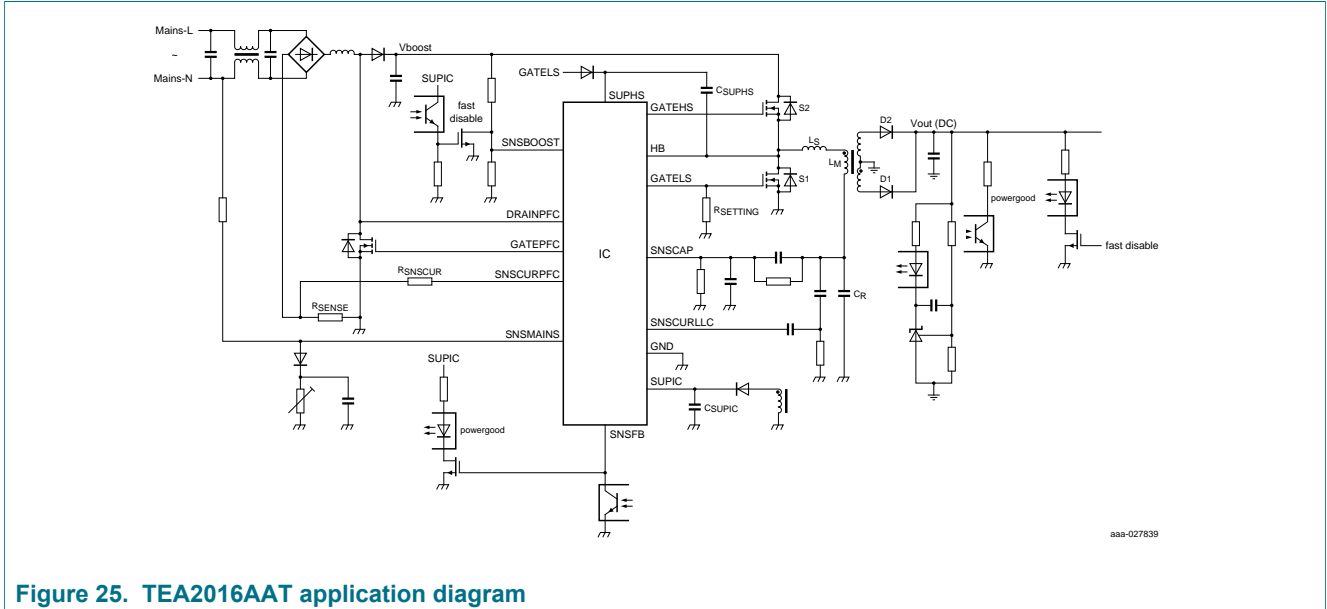 Mains-L
~
Mains-N
Vboost
SUPIC
fast
disable
GATELS
SUPHS
CSUPHS
GATEHS
S2
SNSBOOST
HB
LS
LM
D2
Vout (DC)
GATELS
S1
D1
RSETTING
powergood
DRAINPFC
GATEPFC
IC
SNSCAP
fast disable
RSNSCUR
SNSCURPFC
CR
RSENSE
SNSMAINS
SNSCURLLC
GND
SUPIC
SUPIC
CSUPIC
powergood
SNSFB
aaa-027839
Figure 25. TEA2016AAT application diagram